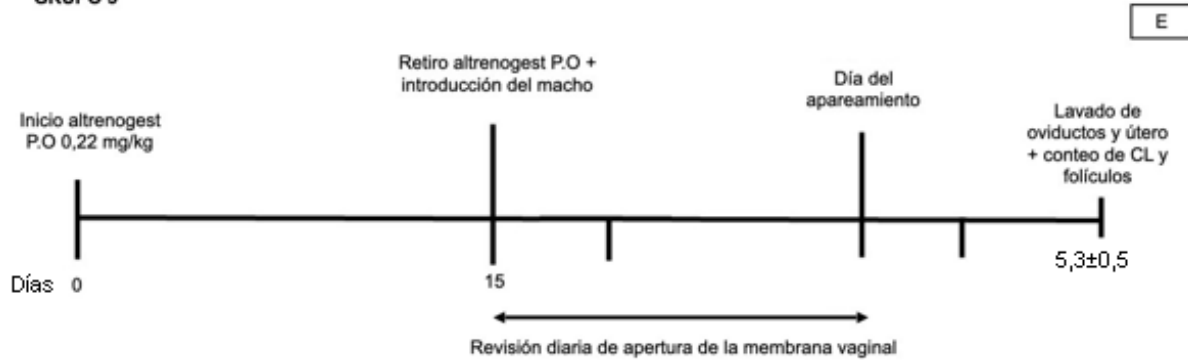 E
Retiro altrenogest P.O +
introducción del macho
Día del
apareamiento
Inicio altrenogest
P.O 0,22 mg/kg
Lavado de
oviductos y útero
+ conteo de CL y
folículos
Días 0
15
5,3±0,5
Revisión diaria de apertura de la membrana vaginal